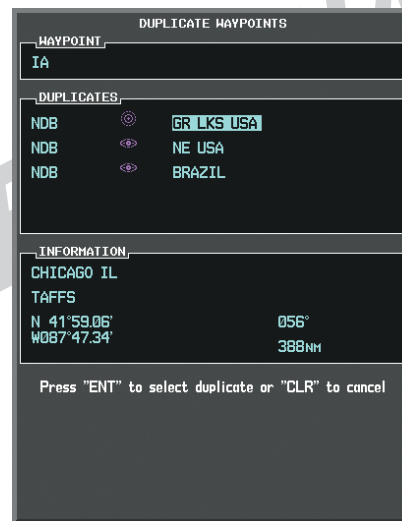 DUPLICATE WAYPOINTS
WAYPOINT
IA
DUPLICATES
NDB GR LKS USA
NDB NE USA
NDB BRAZIL
INFORMATION
CHICAGO IL
TAFFS
N 41°59.06' 056°
W087°47.34'
388NM
Press "ENT" to select duplicate or "CLR" to cancel